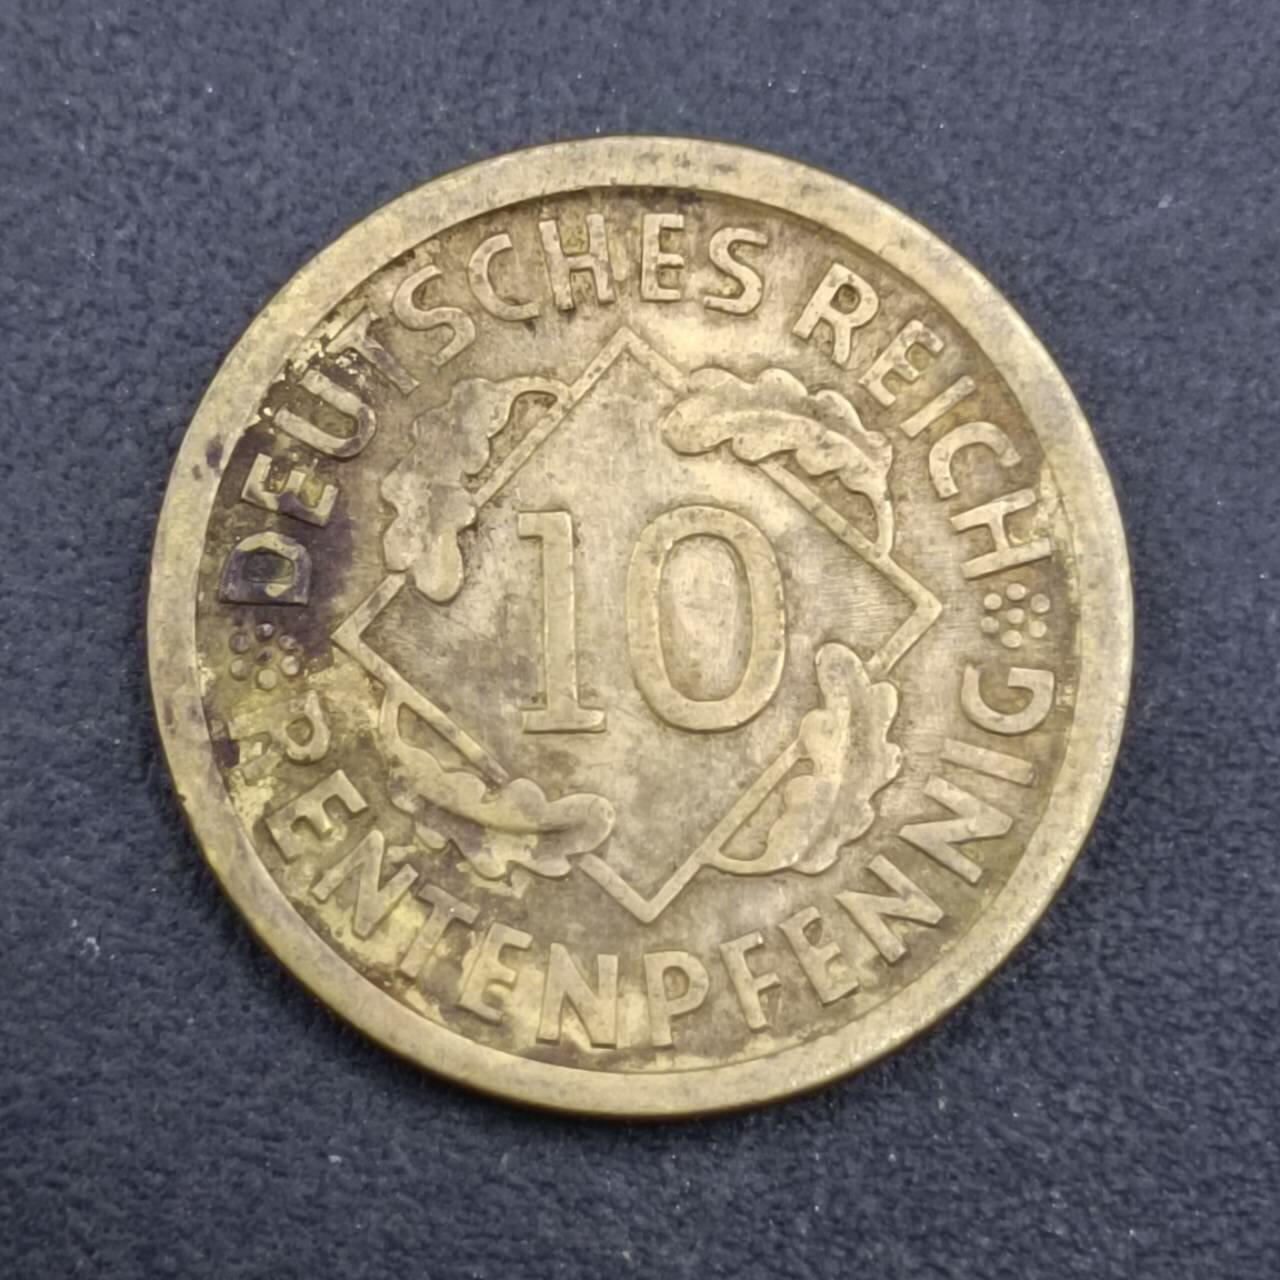 DEUTSCHES REICH
10
RENTENPFENNIG